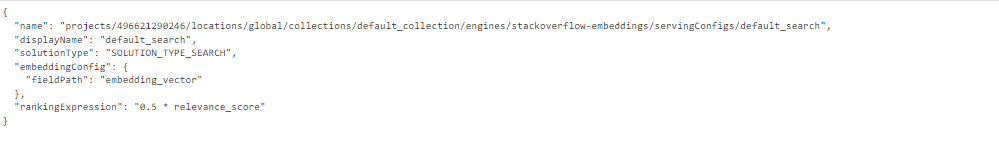 {
  "name": "projects/496621290246/locations/global/collections/default_collection/engines/stackoverflow-embeddings/servingConfigs/default_search",
  "displayName": "default_search",
  "solutionType": "SOLUTION_TYPE_SEARCH",
  "embeddingConfig": {
    "fieldPath": "embedding_vector"
  },
  "rankingExpression": "0.5 * relevance_score"
}